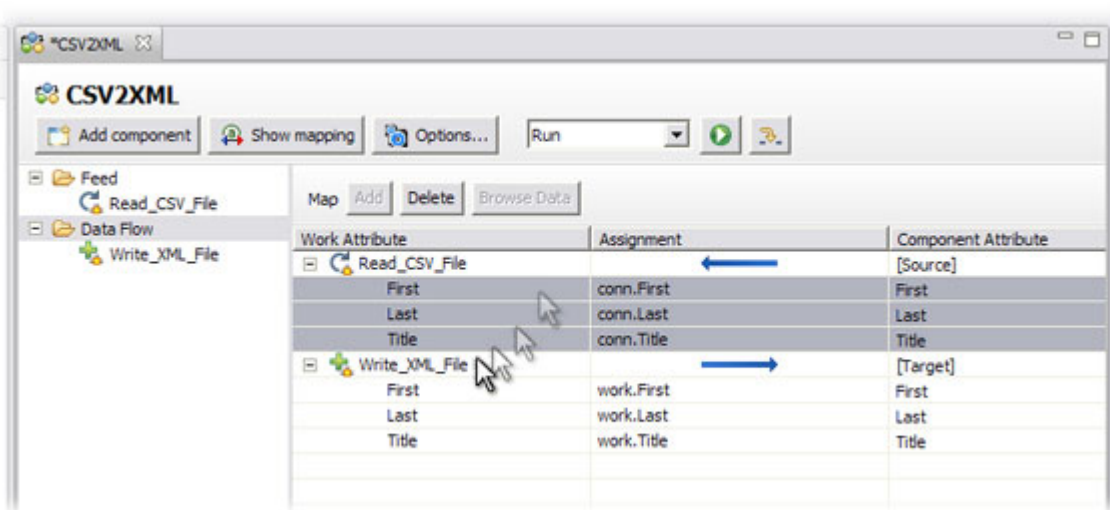 *CSV2XML
CSV2XML
Add component Show mapping Options... Run
Feed
Read_CSV_File
Data Flow
Write_XML_File
Map Add Delete Browse Data
Work Attribute Assignment Component Attribute
Read_CSV_File [Source]
First conn.First First
Last conn.Last Last
Title conn.Title Title
Write_XML_File [Target]
First work.First First
Last work.Last Last
Title work.Title Title